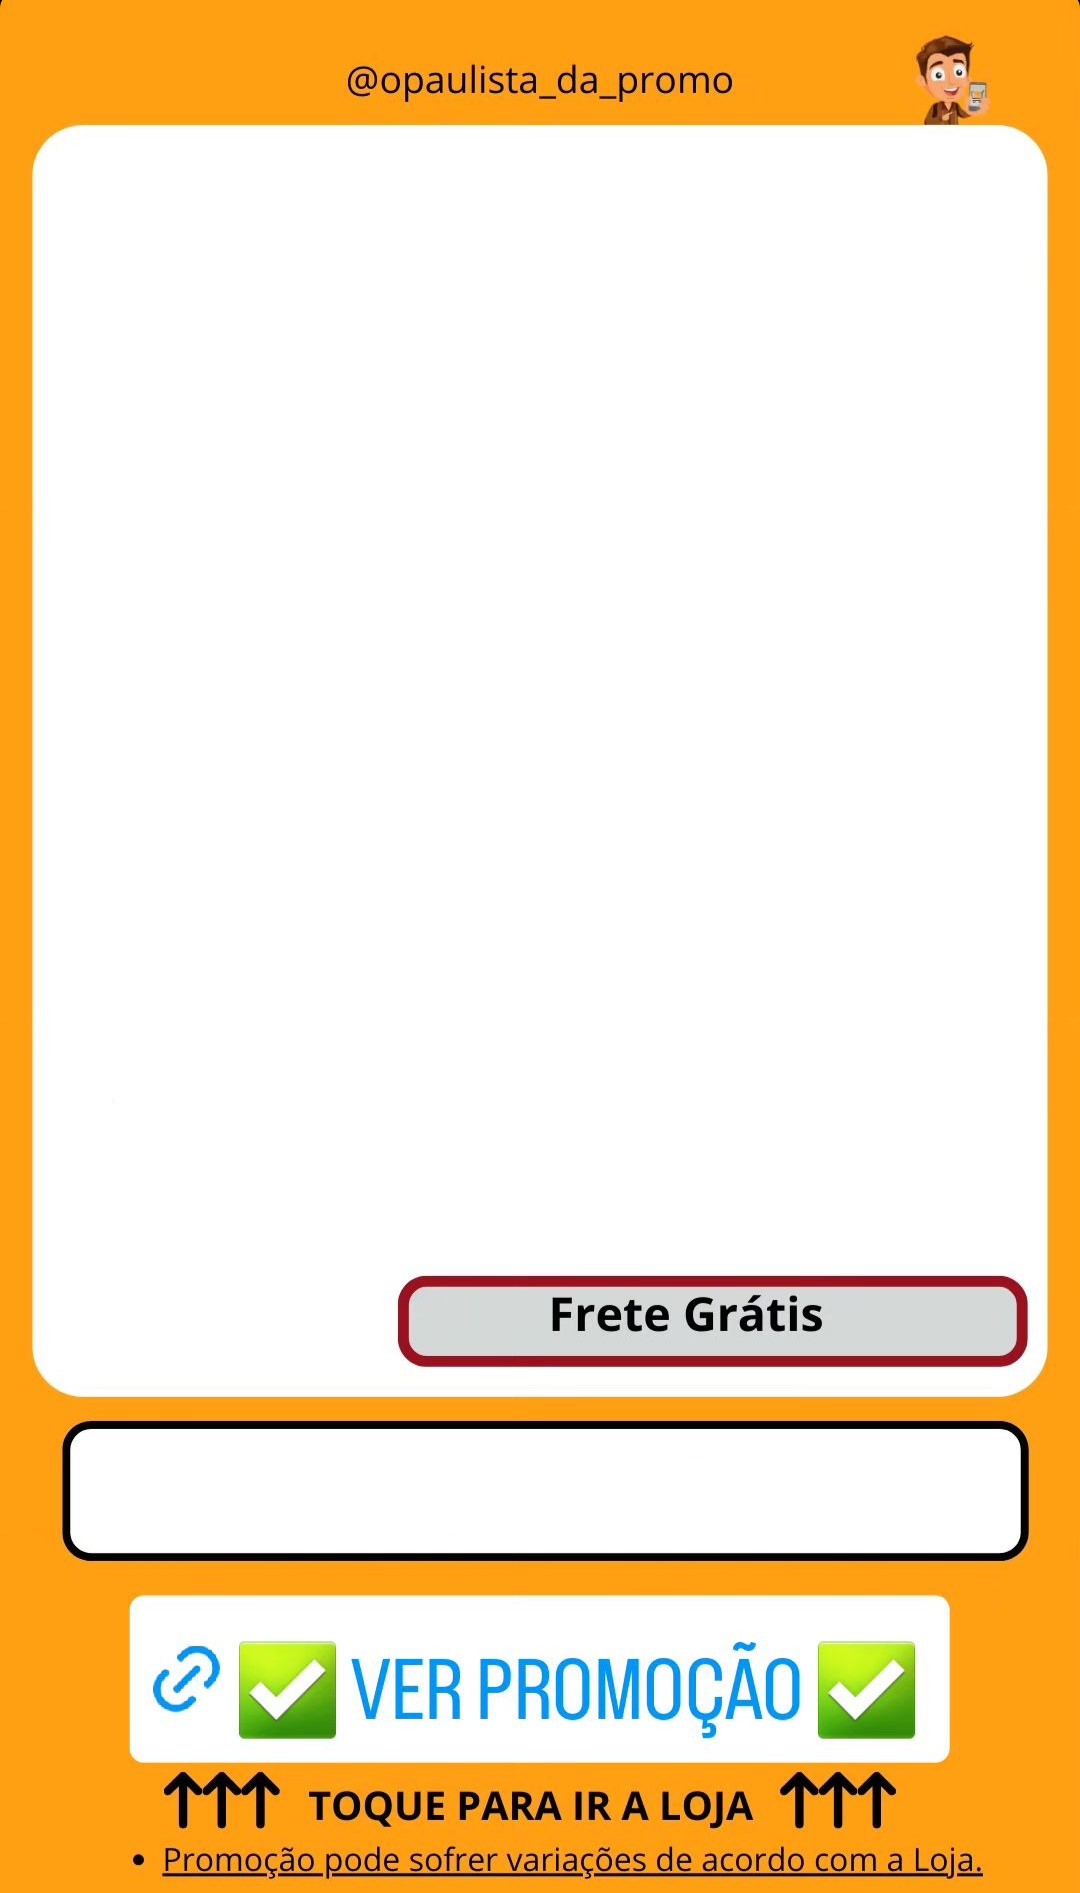 @opaulista_da_promo
Frete Grátis
VER PROMOÇÃO
TOQUE PARA IR A LOJA
Promoção pode sofrer variações de acordo com a Loja.